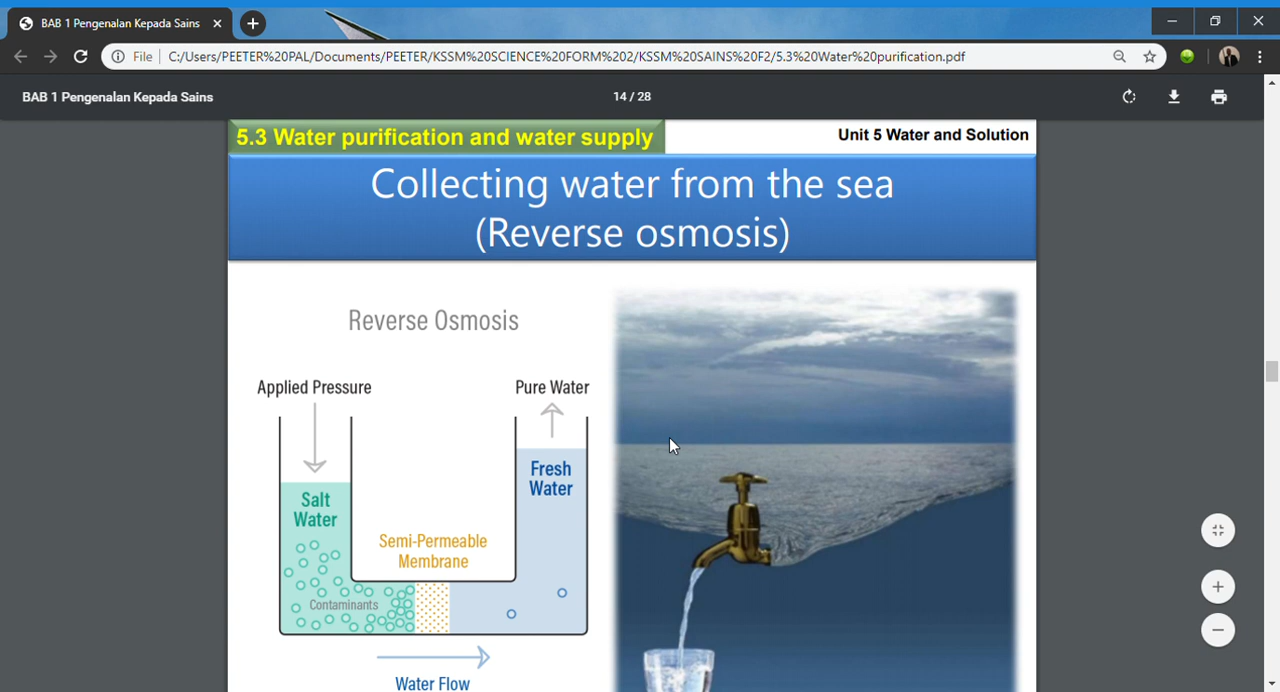 BAB 1 Pengenalan Kepada Sains
File
C:/Users/PEETER%20PAL/Documents/PEETER/KSSM%20SCIENCE%20FORM%202/KSSM%20SAINS%20F2/5.3%20Water%20purification.pdf
BAB 1 Pengenalan Kepada Sains
14 / 28
5.3 Water purification and water supply
Unit 5 Water and Solution
Collecting water from the sea
(Reverse osmosis)
Reverse Osmosis
Applied Pressure
Pure Water
Fresh
Water
Salt
Water
Semi-Permeable
Membrane
Contaminants
Water Flow